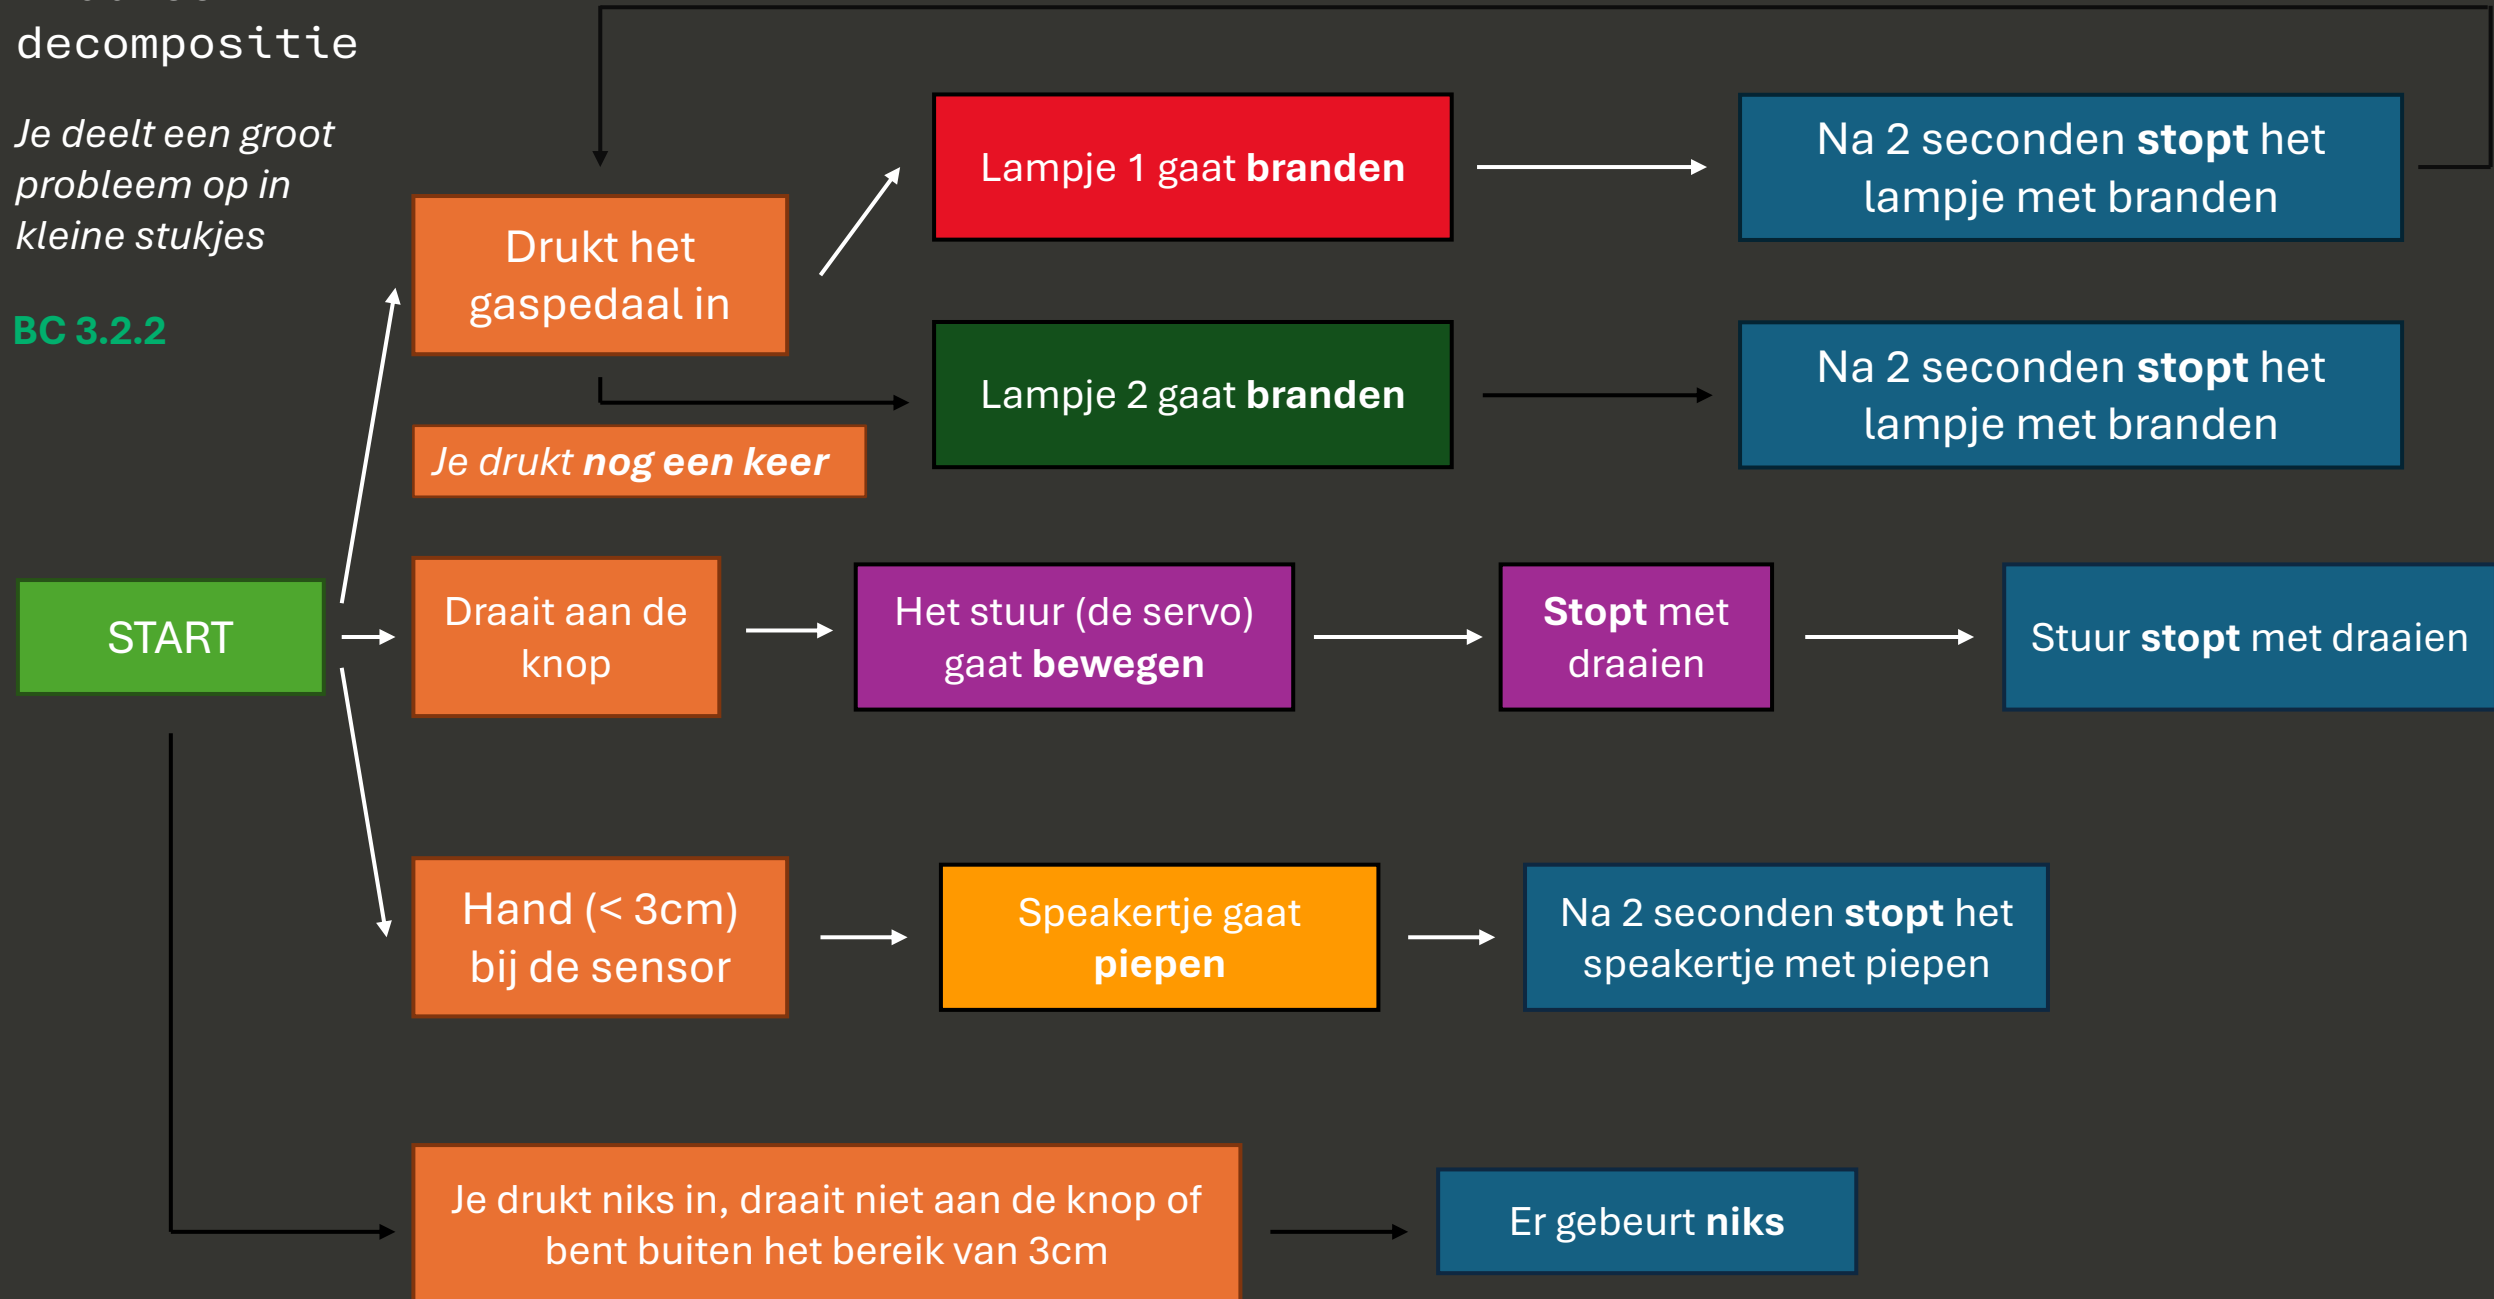 decompositie
Je deelt een groot
probleem op in
kleine stukjes
BC 3.2.2
START
Drukt het
gaspedaal in
Lampje 1 gaat branden
Na 2 seconden stopt het
lampje met branden
Je drukt nog een keer
Lampje 2 gaat branden
Na 2 seconden stopt het
lampje met branden
Draait aan de
knop
Het stuur (de servo)
gaat bewegen
Stopt met
draaien
Stuur stopt met draaien
Hand (< 3cm)
bij de sensor
Speakertje gaat
piepen
Na 2 seconden stopt het
speakertje met piepen
Je drukt niks in, draait niet aan de knop of
bent buiten het bereik van 3cm
Er gebeurt niks